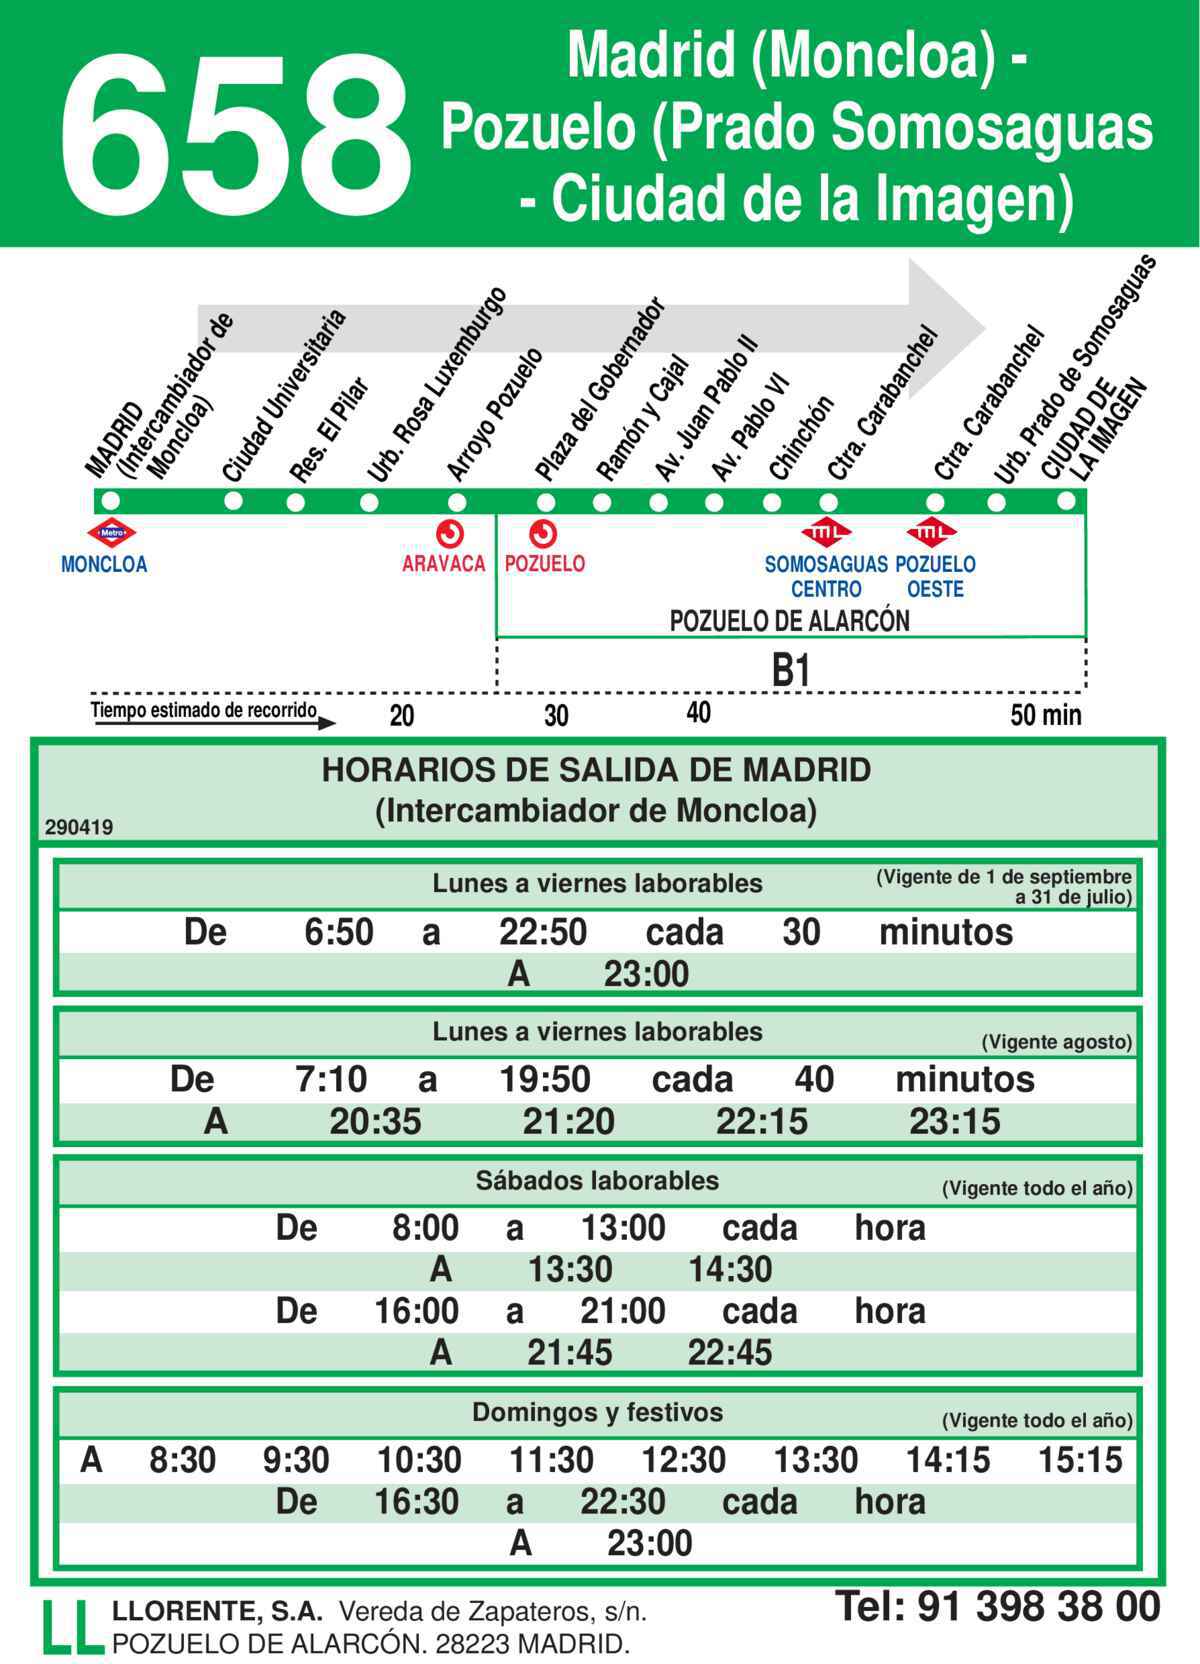 658
Madrid (Moncloa) -
Pozuelo (Prado Somosaguas
- Ciudad de la Imagen)
MADRID
(Intercambiador de
Moncloa)
Ciudad Universitaria
Res. El Pilar
Urb. Rosa Luxemburgo
Arroyo Pozuelo
Plaza del Gobernador
Ramón y Cajal
Av. Juan Pablo II
Av. Pablo VI
Chinchón
Ctra. Carabanchel
Ctra. Carabanchel
Urb. Prado de Somosaguas
CIUDAD DE
LA IMAGEN
Metro
ML
ML
MONCLOA
ARAVACA
POZUELO
SOMOSAGUAS
CENTRO
POZUELO
OESTE
POZUELO DE ALARCÓN
B1
Tiempo estimado de recorrido 20 30 40 50 min
HORARIOS DE SALIDA DE MADRID
(Intercambiador de Moncloa)
290419
Lunes a viernes laborables
(Vigente de 1 de septiembre
a 31 de julio)
De 6:50 a 22:50 cada 30 minutos
A 23:00
Lunes a viernes laborables
(Vigente agosto)
De 7:10 a 19:50 cada 40 minutos
A 20:35 21:20 22:15 23:15
Sábados laborables
(Vigente todo el año)
De 8:00 a 13:00 cada hora
A 13:30 14:30
De 16:00 a 21:00 cada hora
A 21:45 22:45
Domingos y festivos
(Vigente todo el año)
A 8:30 9:30 10:30 11:30 12:30 13:30 14:15 15:15
De 16:30 a 22:30 cada hora
A 23:00
LL
LLORENTE, S.A. Vereda de Zapateros, s/n.
POZUELO DE ALARCÓN. 28223 MADRID.
Tel: 91 398 38 00